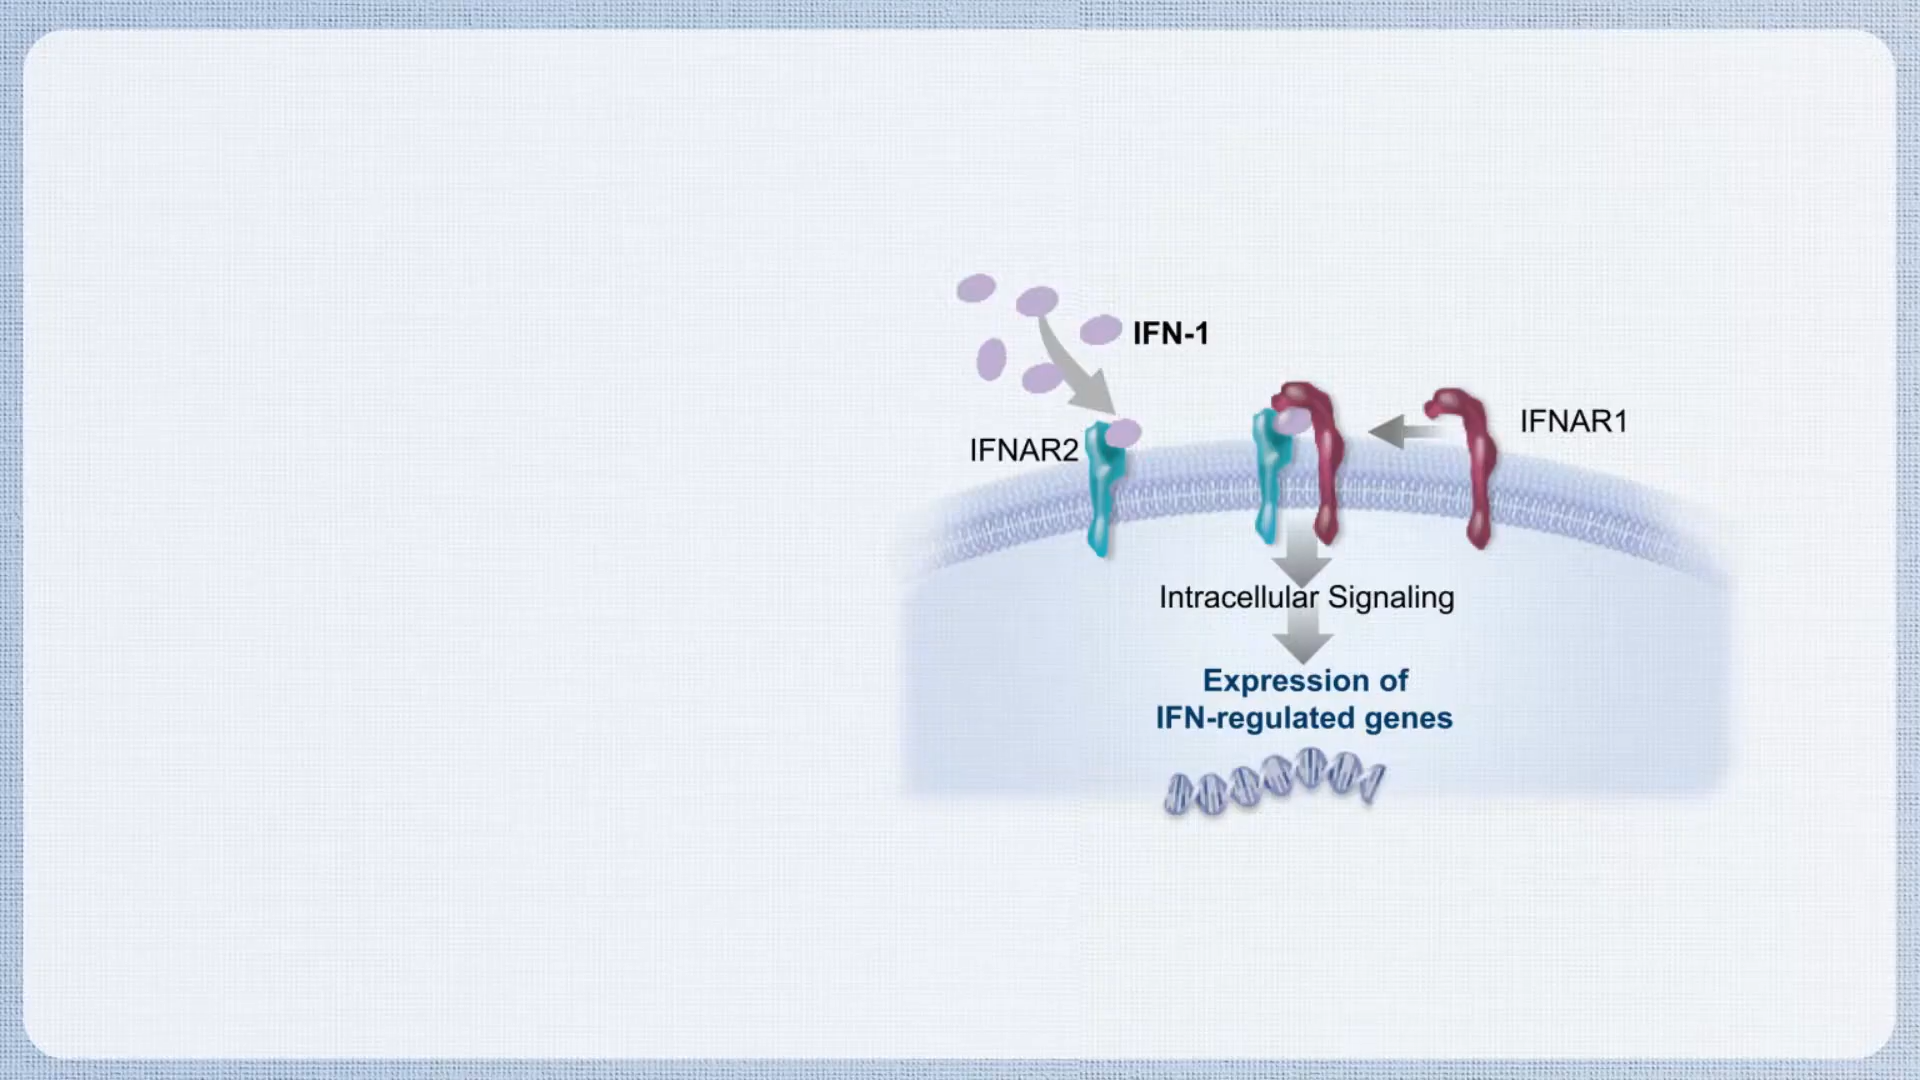 IFN-1
IFNAR1
IFNAR2
Intracellular Signaling
Expression of
IFN-regulated genes